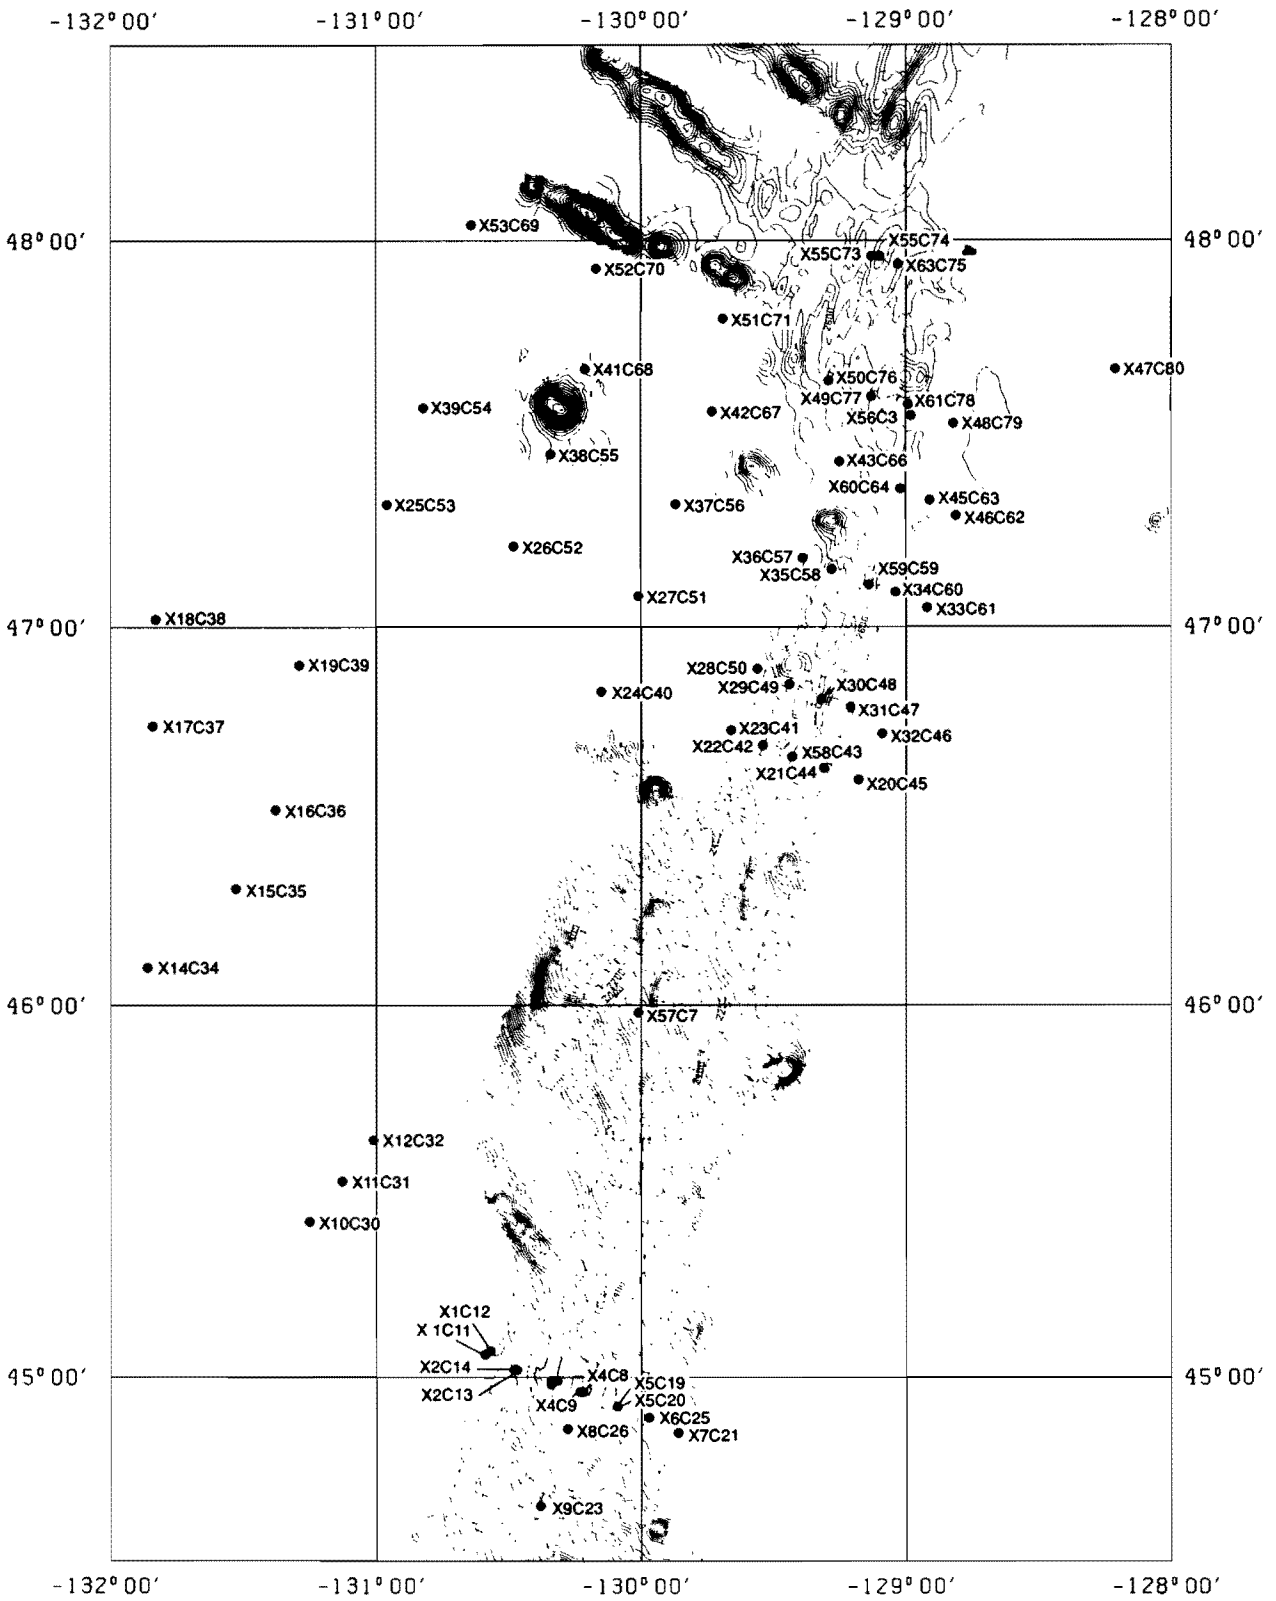 -132°00′ -131°00′ -130°00′ -129°00′ -128°00′
X53C69
X55C74
48°00′ 48°00′
X55C73
X63C75
X52C70
X51C71
X41C68
X47C80
X50C76
X49C77
X61C78
X39C54
X42C67
X56C3
X48C79
X38C55
X43C66
X60C64
X45C63
X25C53
X37C56
X46C62
X26C52
X36C57
X35C58
X59C59
X34C60
X27C51
X33C61
X18C38
47°00′ 47°00′
X19C39
X28C50
X29C49
X30C48
X24C40
X31C47
X17C37
X23C41
X32C46
X22C42
X58C43
X21C44
X20C45
X16C36
X15C35
X14C34
46°00′ 46°00′
X57C7
X12C32
X11C31
X10C30
X1C12
X 1C11
X2C14
45°00′ 45°00′
X4C8
X5C19
X2C13
X4C9
X5C20
X6C25
X8C26
X7C21
X9C23
-132°00′ -131°00′ -130°00′ -129°00′ -128°00′